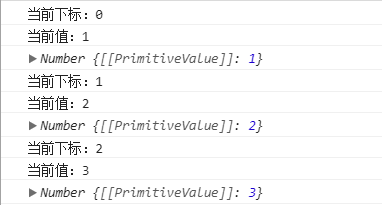 当前下标：0
当前值：1
Number {[[PrimitiveValue]]: 1}
当前下标：1
当前值：2
Number {[[PrimitiveValue]]: 2}
当前下标：2
当前值：3
Number {[[PrimitiveValue]]: 3}